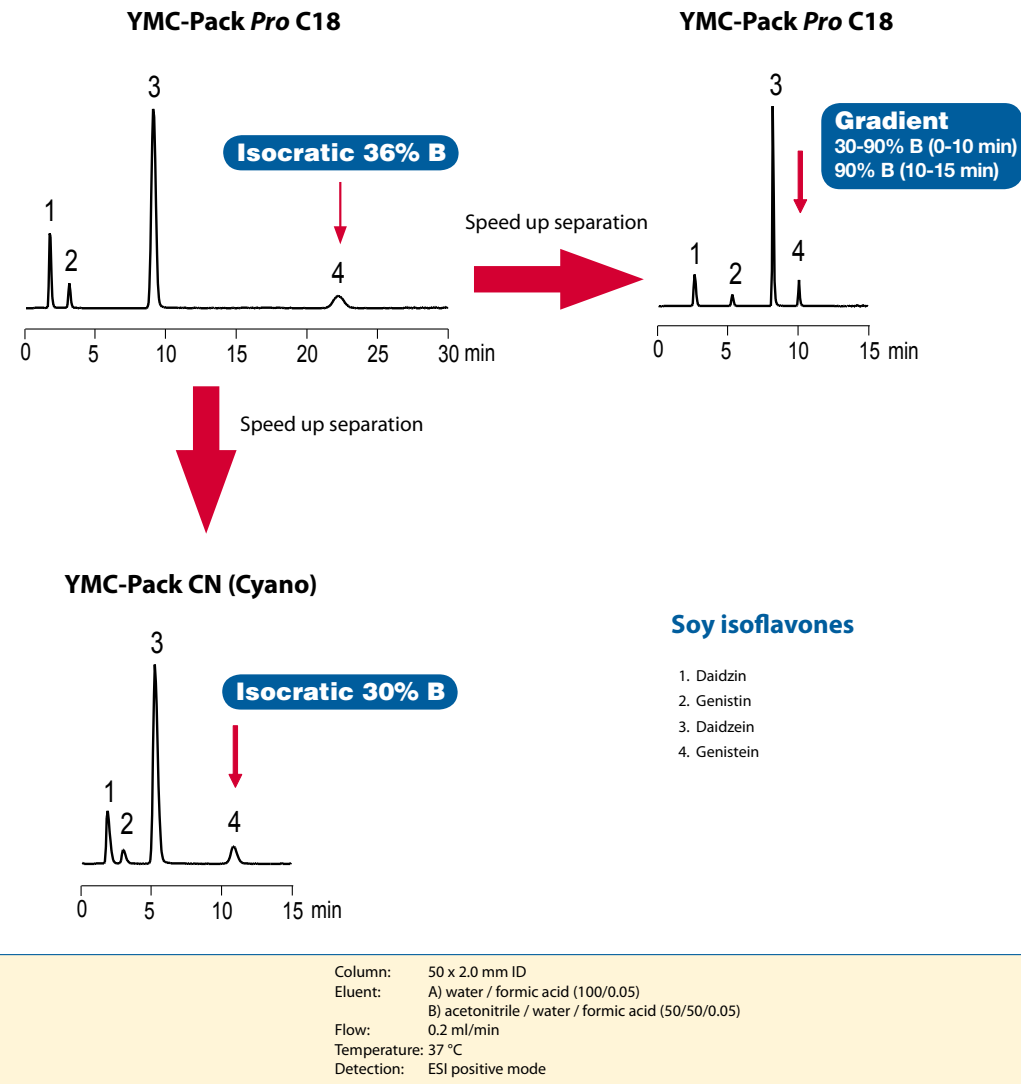 YMC-Pack Pro C18
3
Isocratic 36% B
1
2
4
0 5 10 15 20 25 30 min
Speed up separation
YMC-Pack Pro C18
3
Gradient
30-90% B (0-10 min)
90% B (10-15 min)
1
2
4
0 5 10 15 min
Speed up separation
YMC-Pack CN (Cyano)
3
Isocratic 30% B
1
2
4
0 5 10 15 min
Soy isoflavones
1. Daidzin
2. Genistin
3. Daidzein
4. Genistein
Column: 50 x 2.0 mm ID
Eluent: A) water / formic acid (100/0.05)
B) acetonitrile / water / formic acid (50/50/0.05)
Flow: 0.2 ml/min
Temperature: 37 °C
Detection: ESI positive mode